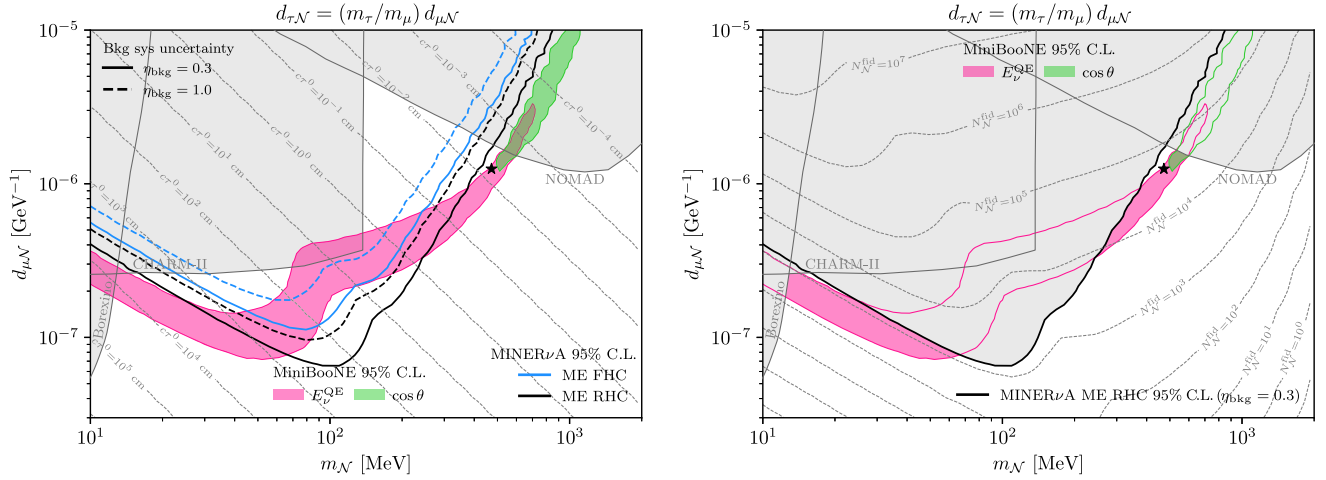 d_{τ𝒩} = (m_τ/m_μ) d_{μ𝒩}
10^{-5}
10^{-6}
10^{-7}
d_{μ𝒩} [GeV^{-1}]
Bkg sys uncertainty
η_bkg = 0.3
η_bkg = 1.0
cτ^0=10^{-3} cm
cτ^0=10^{-2} cm
cτ^0=10^{-1} cm
cτ^0=10^{-4} cm
cτ^0=10^0 cm
cτ^0=10^1 cm
cτ^0=10^2 cm
cτ^0=10^3 cm
cτ^0=10^4 cm
cτ^0=10^5 cm
NOMAD
CHARM-II
Borexino
MiniBooNE 95% C.L.
E_ν^{QE} cos θ
MINERνA 95% C.L.
ME FHC
ME RHC
10^1 10^2 10^3
m_𝒩 [MeV]
d_{τ𝒩} = (m_τ/m_μ) d_{μ𝒩}
10^{-5}
10^{-6}
10^{-7}
d_{μ𝒩} [GeV^{-1}]
MiniBooNE 95% C.L.
E_ν^{QE} cos θ
N_𝒩^{fid}=10^7
N_𝒩^{fid}=10^6
N_𝒩^{fid}=10^5
N_𝒩^{fid}=10^4
N_𝒩^{fid}=10^3
N_𝒩^{fid}=10^2
N_𝒩^{fid}=10^1
N_𝒩^{fid}=10^0
NOMAD
CHARM-II
Borexino
MINERνA ME RHC 95% C.L. (η_bkg = 0.3)
10^1 10^2 10^3
m_𝒩 [MeV]